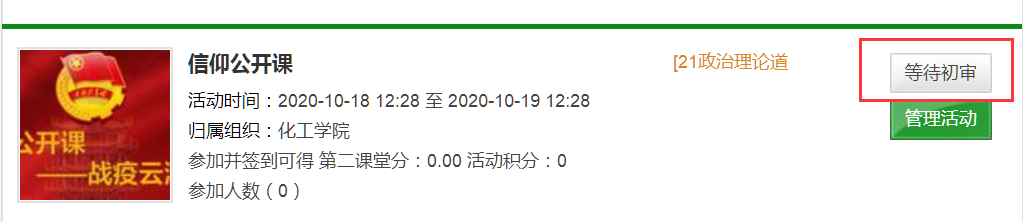 信仰公开课
[21政治理论道
等待初审
活动时间：2020-10-18 12:28 至 2020-10-19 12:28
管理活动
归属组织：化工学院
参加并签到可得 第二课堂分：0.00 活动积分：0
参加人数（0）
公开课
——战疫云